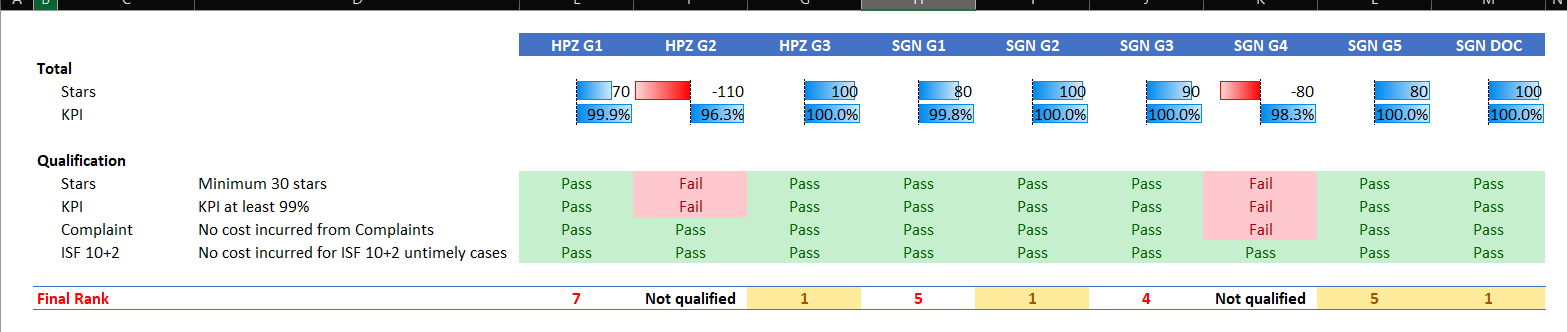 HPZ G1 HPZ G2 HPZ G3 SGN G1 SGN G2 SGN G3 SGN G4 SGN G5 SGN DOC
Total
Stars 70 -110 100 80 100 90 -80 80 100
KPI 99.9% 96.3% 100.0% 99.8% 100.0% 100.0% 98.3% 100.0% 100.0%
Qualification
Stars Minimum 30 stars Pass Fail Pass Pass Pass Pass Fail Pass Pass
KPI KPI at least 99% Pass Fail Pass Pass Pass Pass Fail Pass Pass
Complaint No cost incurred from Complaints Pass Pass Pass Pass Pass Pass Fail Pass Pass
ISF 10+2 No cost incurred for ISF 10+2 untimely cases Pass Pass Pass Pass Pass Pass Pass Pass Pass
Final Rank 7 Not qualified 1 5 1 4 Not qualified 5 1